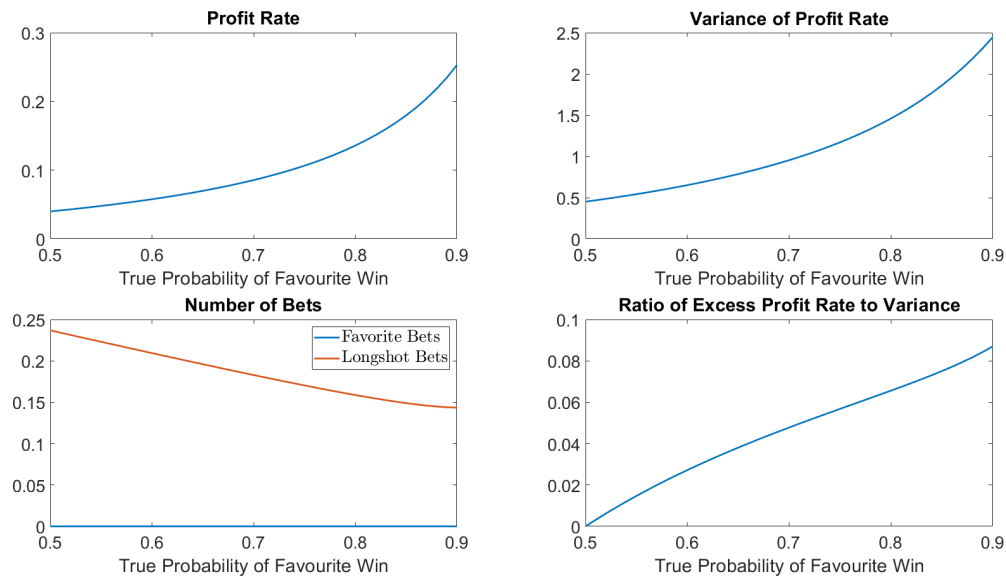 Profit Rate
0.3
0.2
0.1
0
0.5 0.6 0.7 0.8 0.9
True Probability of Favourite Win
Variance of Profit Rate
2.5
2
1.5
1
0.5
0
0.5 0.6 0.7 0.8 0.9
True Probability of Favourite Win
Number of Bets
0.25
0.2
0.15
0.1
0.05
0
Favorite Bets
Longshot Bets
0.5 0.6 0.7 0.8 0.9
True Probability of Favourite Win
Ratio of Excess Profit Rate to Variance
0.1
0.08
0.06
0.04
0.02
0
0.5 0.6 0.7 0.8 0.9
True Probability of Favourite Win